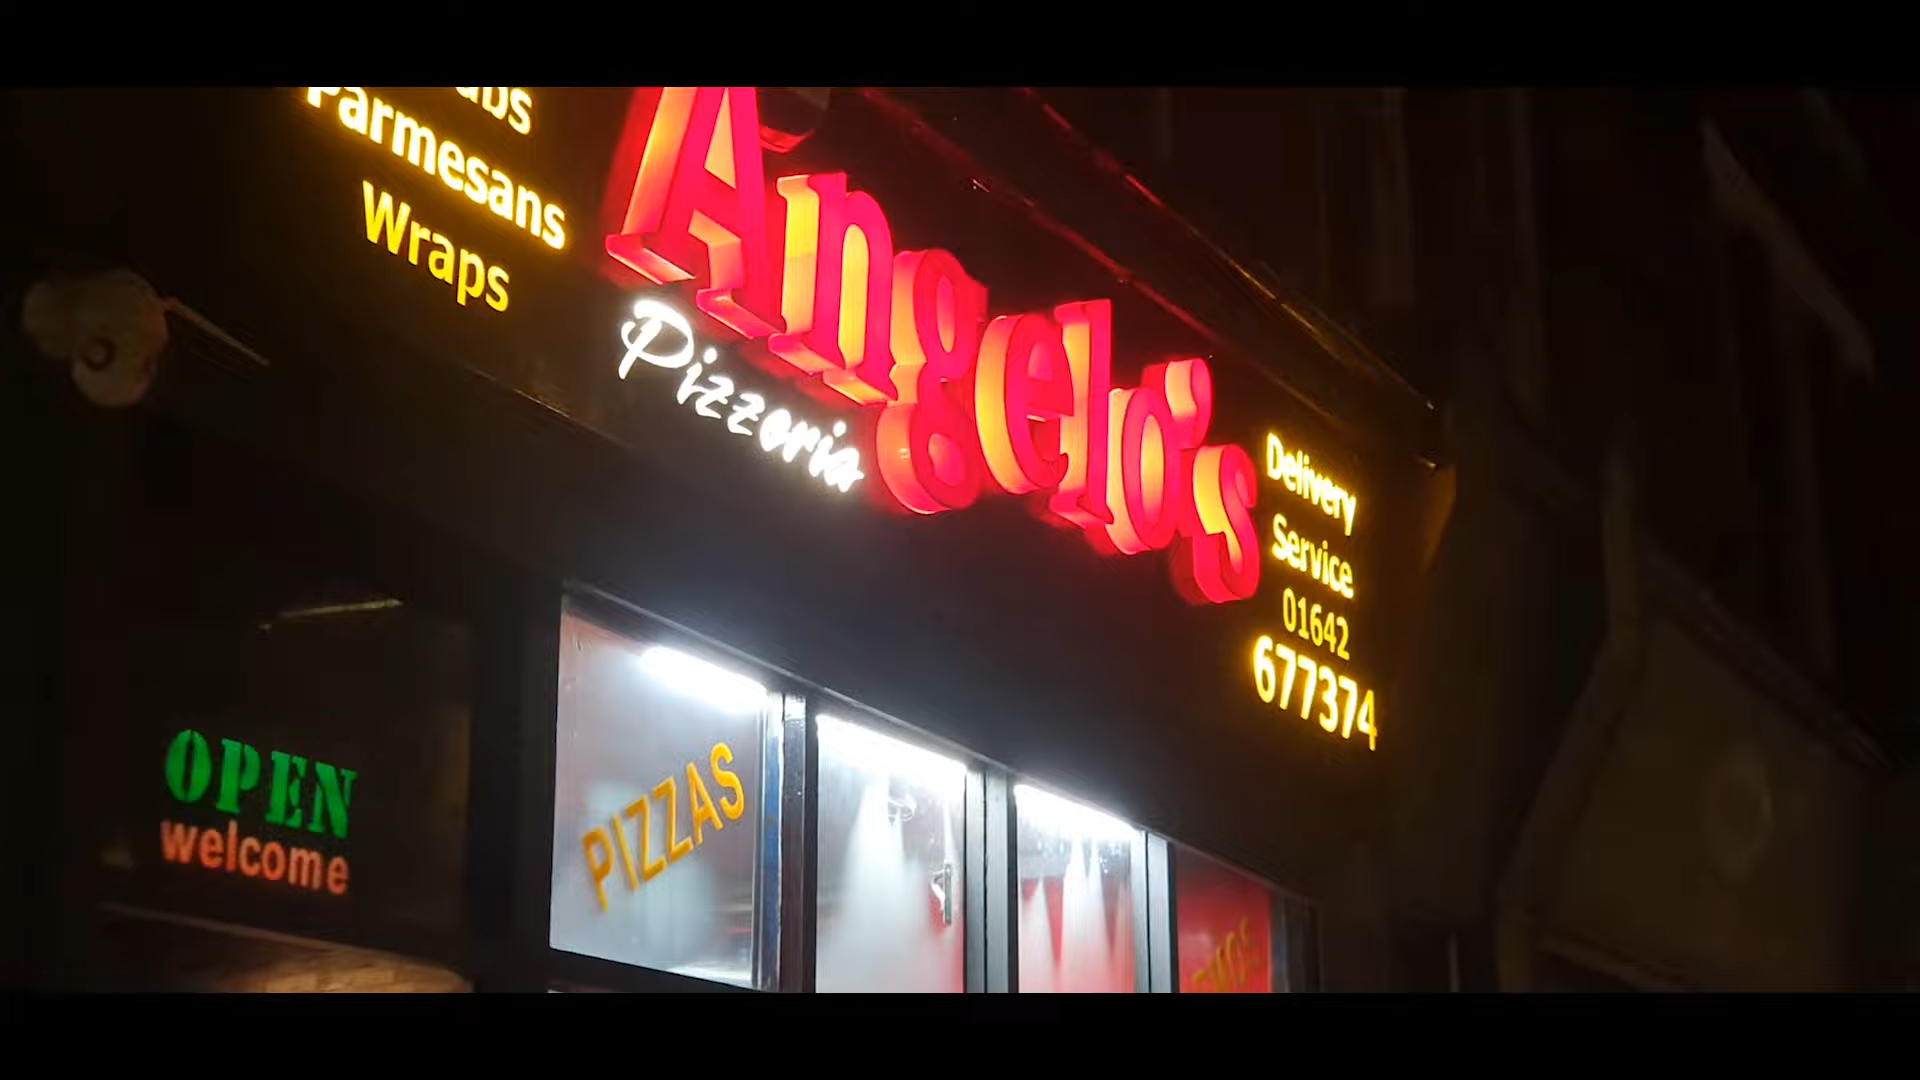 Parmesans
Wraps
Angelo's
Pizzeria
Delivery
Service
01642
677374
OPEN
welcome
PIZZAS